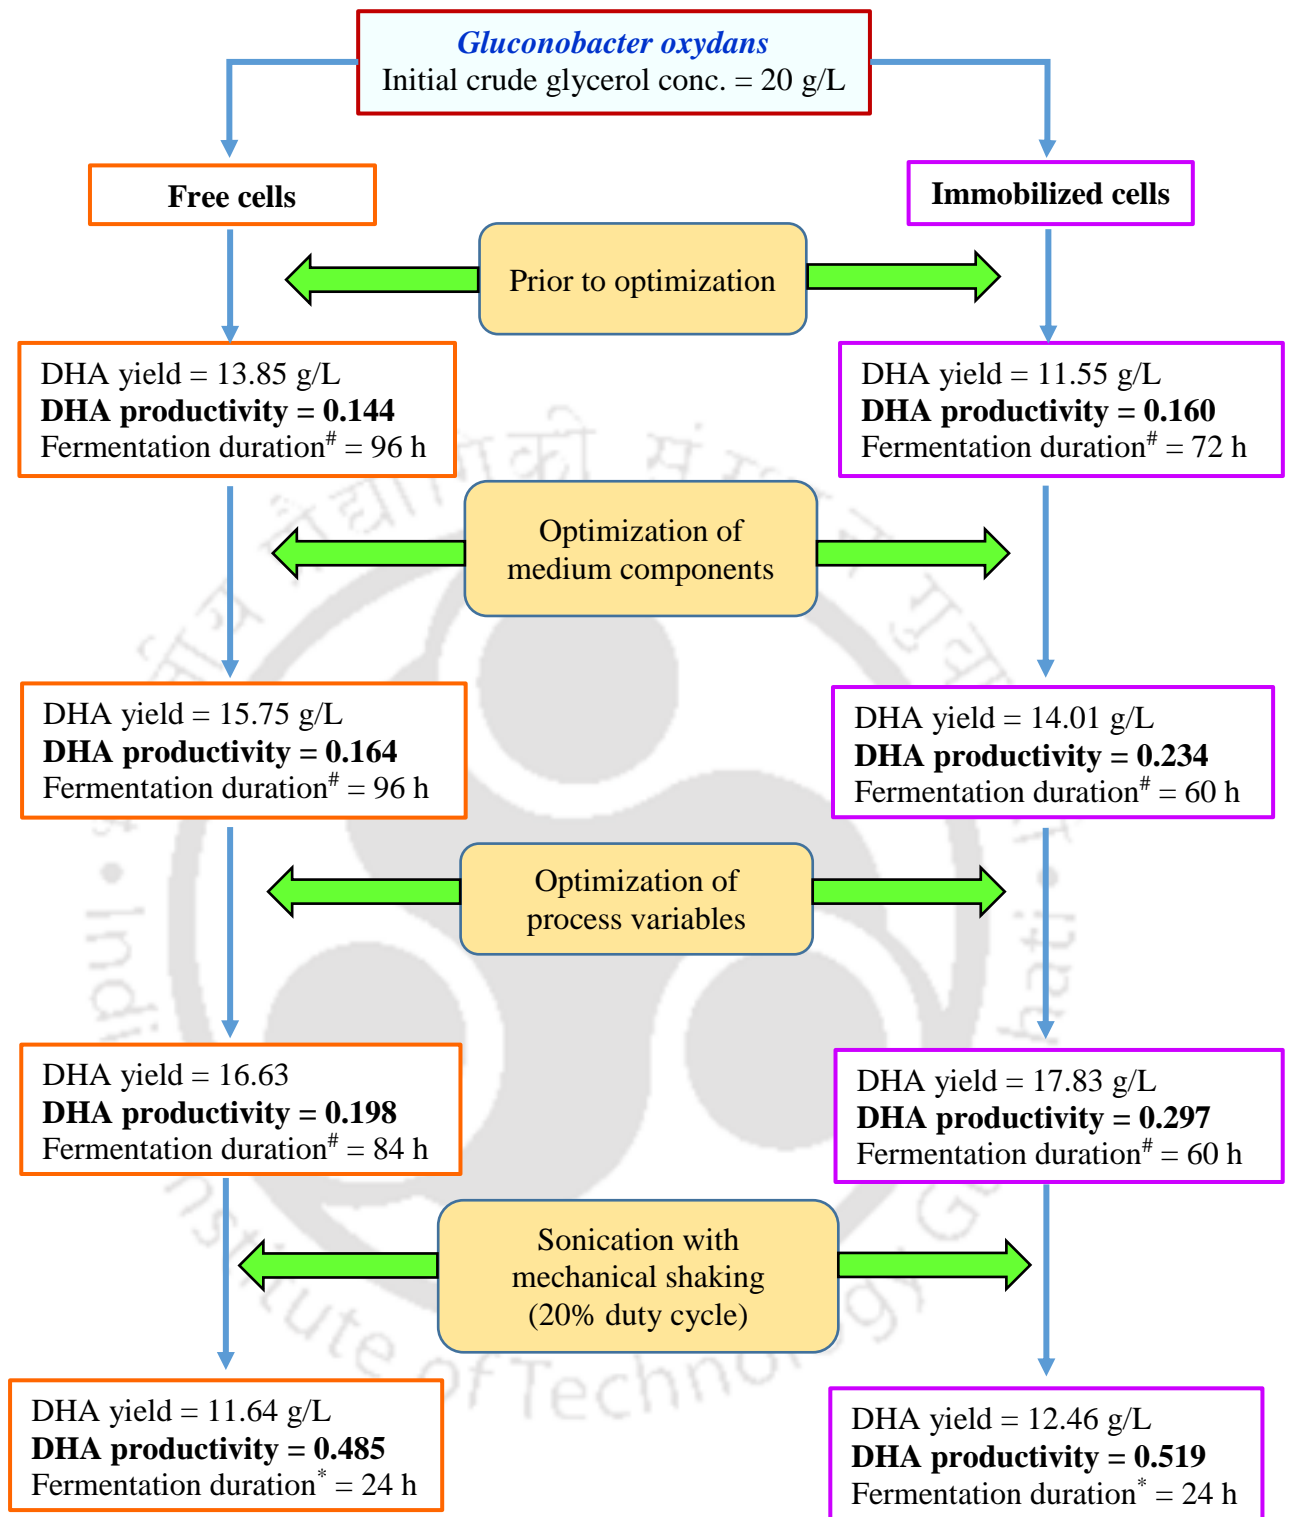 Gluconobacter oxydans
Initial crude glycerol conc. = 20 g/L
Free cells
Immobilized cells
Prior to optimization
DHA yield = 13.85 g/L
DHA productivity = 0.144
Fermentation duration# = 96 h
DHA yield = 11.55 g/L
DHA productivity = 0.160
Fermentation duration# = 72 h
Optimization of
medium components
DHA yield = 15.75 g/L
DHA productivity = 0.164
Fermentation duration# = 96 h
DHA yield = 14.01 g/L
DHA productivity = 0.234
Fermentation duration# = 60 h
Optimization of
process variables
DHA yield = 16.63
DHA productivity = 0.198
Fermentation duration# = 84 h
DHA yield = 17.83 g/L
DHA productivity = 0.297
Fermentation duration# = 60 h
Sonication with
mechanical shaking
(20% duty cycle)
DHA yield = 11.64 g/L
DHA productivity = 0.485
Fermentation duration* = 24 h
DHA yield = 12.46 g/L
DHA productivity = 0.519
Fermentation duration* = 24 h
of Technology